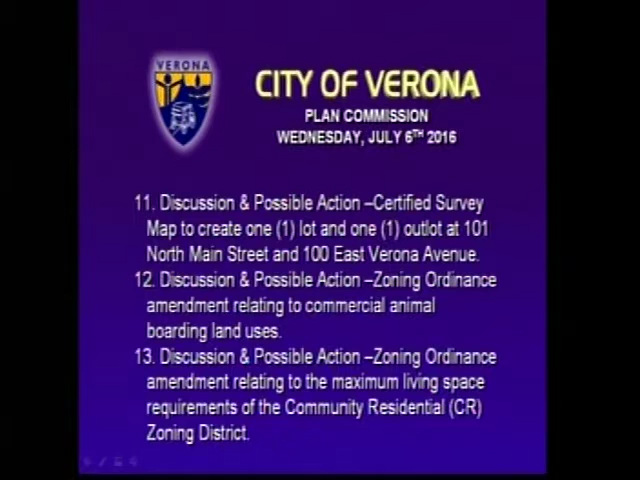 VERONA
CITY OF VERONA
PLAN COMMISSION
WEDNESDAY, JULY 6TH 2016
11. Discussion & Possible Action –Certified Survey
Map to create one (1) lot and one (1) outlot at 101
North Main Street and 100 East Verona Avenue.
12. Discussion & Possible Action –Zoning Ordinance
amendment relating to commercial animal
boarding land uses.
13. Discussion & Possible Action –Zoning Ordinance
amendment relating to the maximum living space
requirements of the Community Residential (CR)
Zoning District.